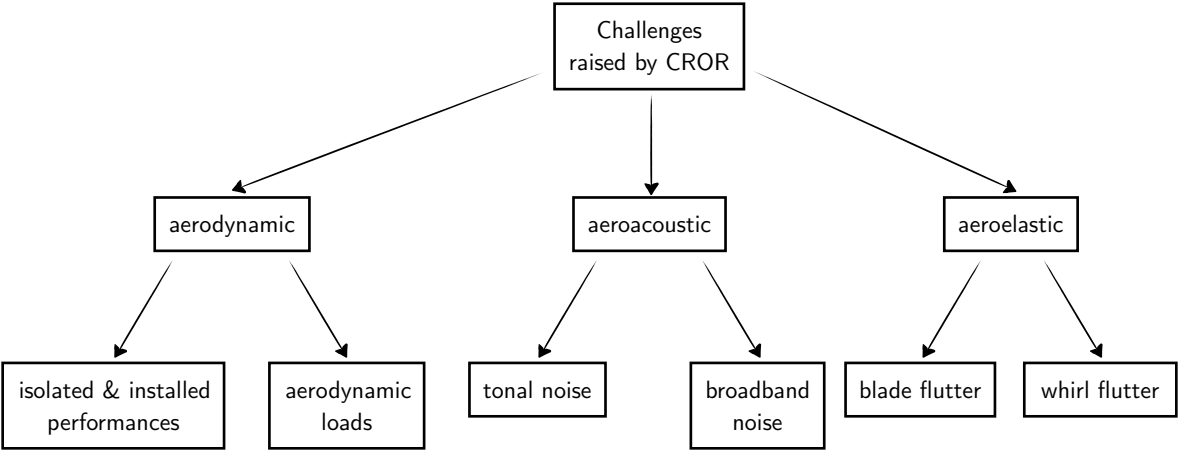 Challenges
raised by CROR
aerodynamic
aeroacoustic
aeroelastic
isolated & installed
performances
aerodynamic
loads
tonal noise
broadband
noise
blade flutter
whirl flutter